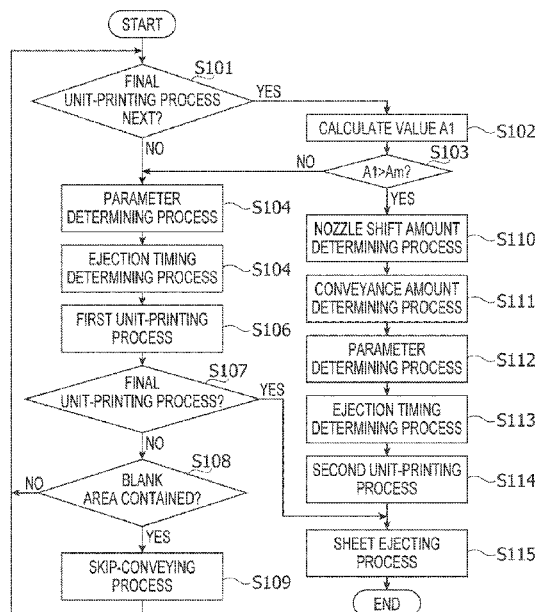 START
S101
FINAL
UNIT-PRINTING PROCESS
NEXT?
YES
NO
CALCULATE VALUE A1
S102
S103
A1>Am?
NO
YES
PARAMETER
DETERMINING PROCESS
S104
EJECTION TIMING
DETERMINING PROCESS
S104
FIRST UNIT-PRINTING
PROCESS
S106
S107
FINAL
UNIT-PRINTING PROCESS?
YES
NO
S108
BLANK
AREA CONTAINED?
NO
YES
SKIP-CONVEYING
PROCESS
S109
NOZZLE SHIFT AMOUNT
DETERMINING PROCESS
S110
CONVEYANCE AMOUNT
DETERMINING PROCESS
S111
PARAMETER
DETERMINING PROCESS
S112
EJECTION TIMING
DETERMINING PROCESS
S113
SECOND UNIT-PRINTING
PROCESS
S114
SHEET EJECTING
PROCESS
S115
END